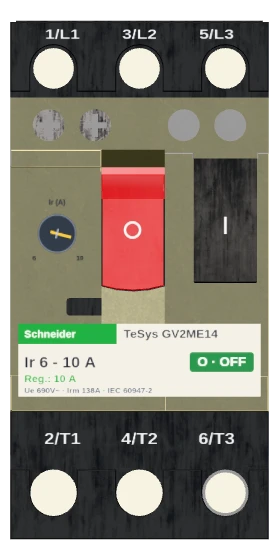 1/L1 3/L2 5/L3
Ir (A)
6 10
O I
Schneider TeSys GV2ME14
Ir 6 - 10 A O · OFF
Reg.: 10 A
Ue 690V~ · Irm 138A · IEC 60947-2
2/T1 4/T2 6/T3